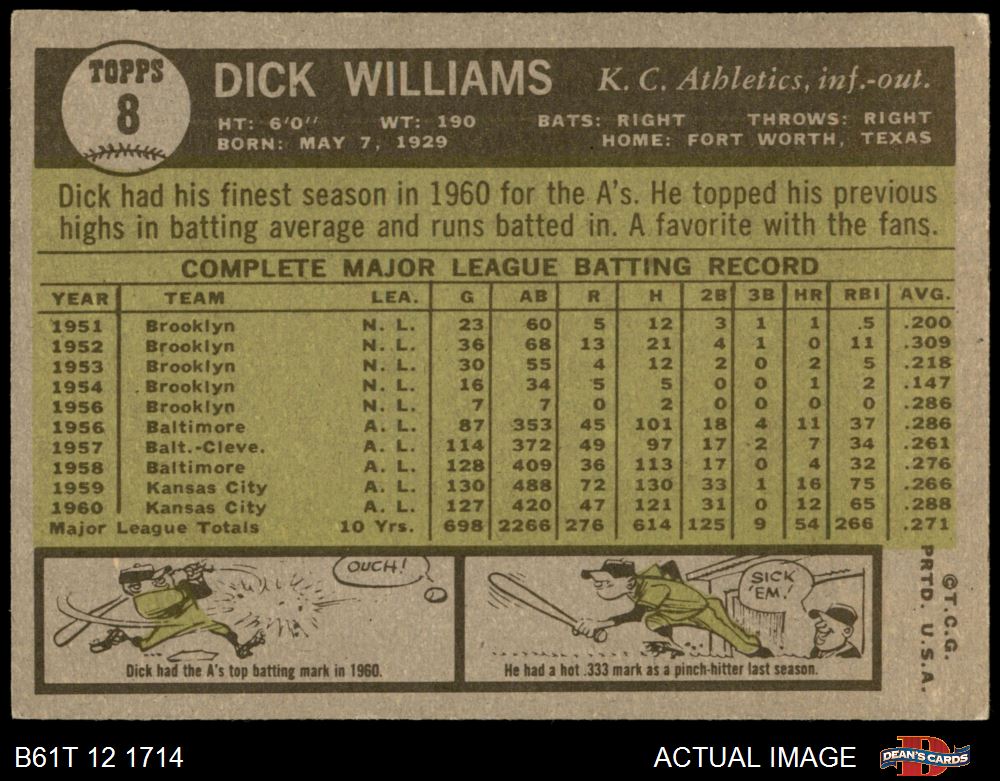 TOPPS
8
DICK WILLIAMS K. C. Athletics, inf.-out.
HT: 6'0" WT: 190 BATS: RIGHT THROWS: RIGHT
BORN: MAY 7, 1929 HOME: FORT WORTH, TEXAS
Dick had his finest season in 1960 for the A's. He topped his previous
highs in batting average and runs batted in. A favorite with the fans.
COMPLETE MAJOR LEAGUE BATTING RECORD
YEAR TEAM LEA. G AB R H 2B 3B HR RBI AVG.
1951 Brooklyn N. L. 23 60 5 12 3 1 1 5 .200
1952 Brooklyn N. L. 36 68 13 21 4 1 0 11 .309
1953 Brooklyn N. L. 30 55 4 12 2 0 2 5 .218
1954 Brooklyn N. L. 16 34 5 5 0 0 1 2 .147
1956 Brooklyn N. L. 7 7 0 2 0 0 0 0 .286
1956 Baltimore A. L. 87 353 45 101 18 4 11 37 .286
1957 Balt.-Cleve. A. L. 114 372 49 97 17 2 7 34 .261
1958 Baltimore A. L. 128 409 36 113 17 0 4 32 .276
1959 Kansas City A. L. 130 488 72 130 33 1 16 75 .266
1960 Kansas City A. L. 127 420 47 121 31 0 12 65 .288
Major League Totals 10 Yrs. 698 2266 276 614 125 9 54 266 .271
OUCH!
Dick had the A's top batting mark in 1960.
SICK
'EM!
He had a hot .333 mark as a pinch-hitter last season.
©T.C.G.
PRTD. U.S.A.
B61T 12 1714 ACTUAL IMAGE
D
DEAN'S CARDS